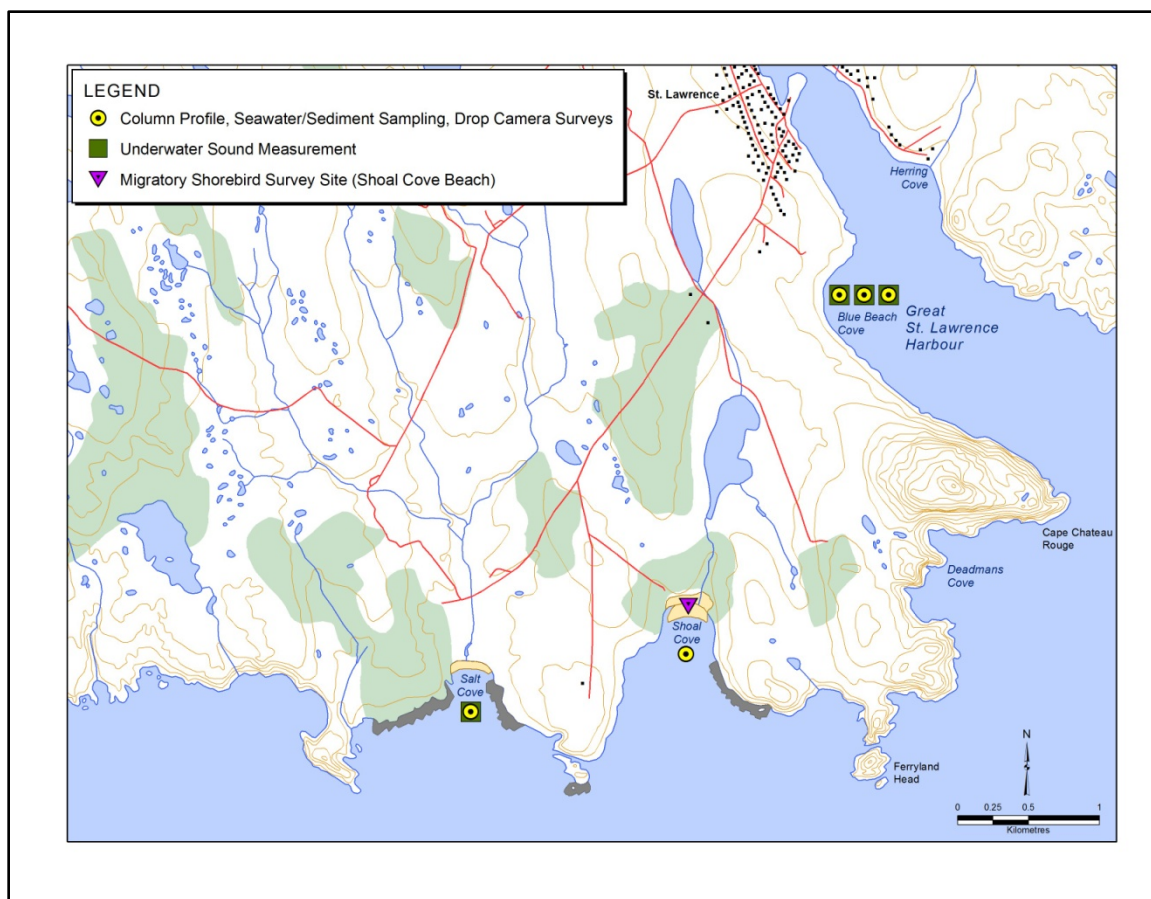 LEGEND
Column Profile, Seawater/Sediment Sampling, Drop Camera Surveys
Underwater Sound Measurement
Migratory Shorebird Survey Site (Shoal Cove Beach)
St. Lawrence
Herring
Cove
Blue Beach
Cove
Great
St. Lawrence
Harbour
Cape Chateau
Rouge
Deadmans
Cove
Shoal
Cove
Salt
Cove
Ferryland
Head
N
0 0.25 0.5 1
Kilometres